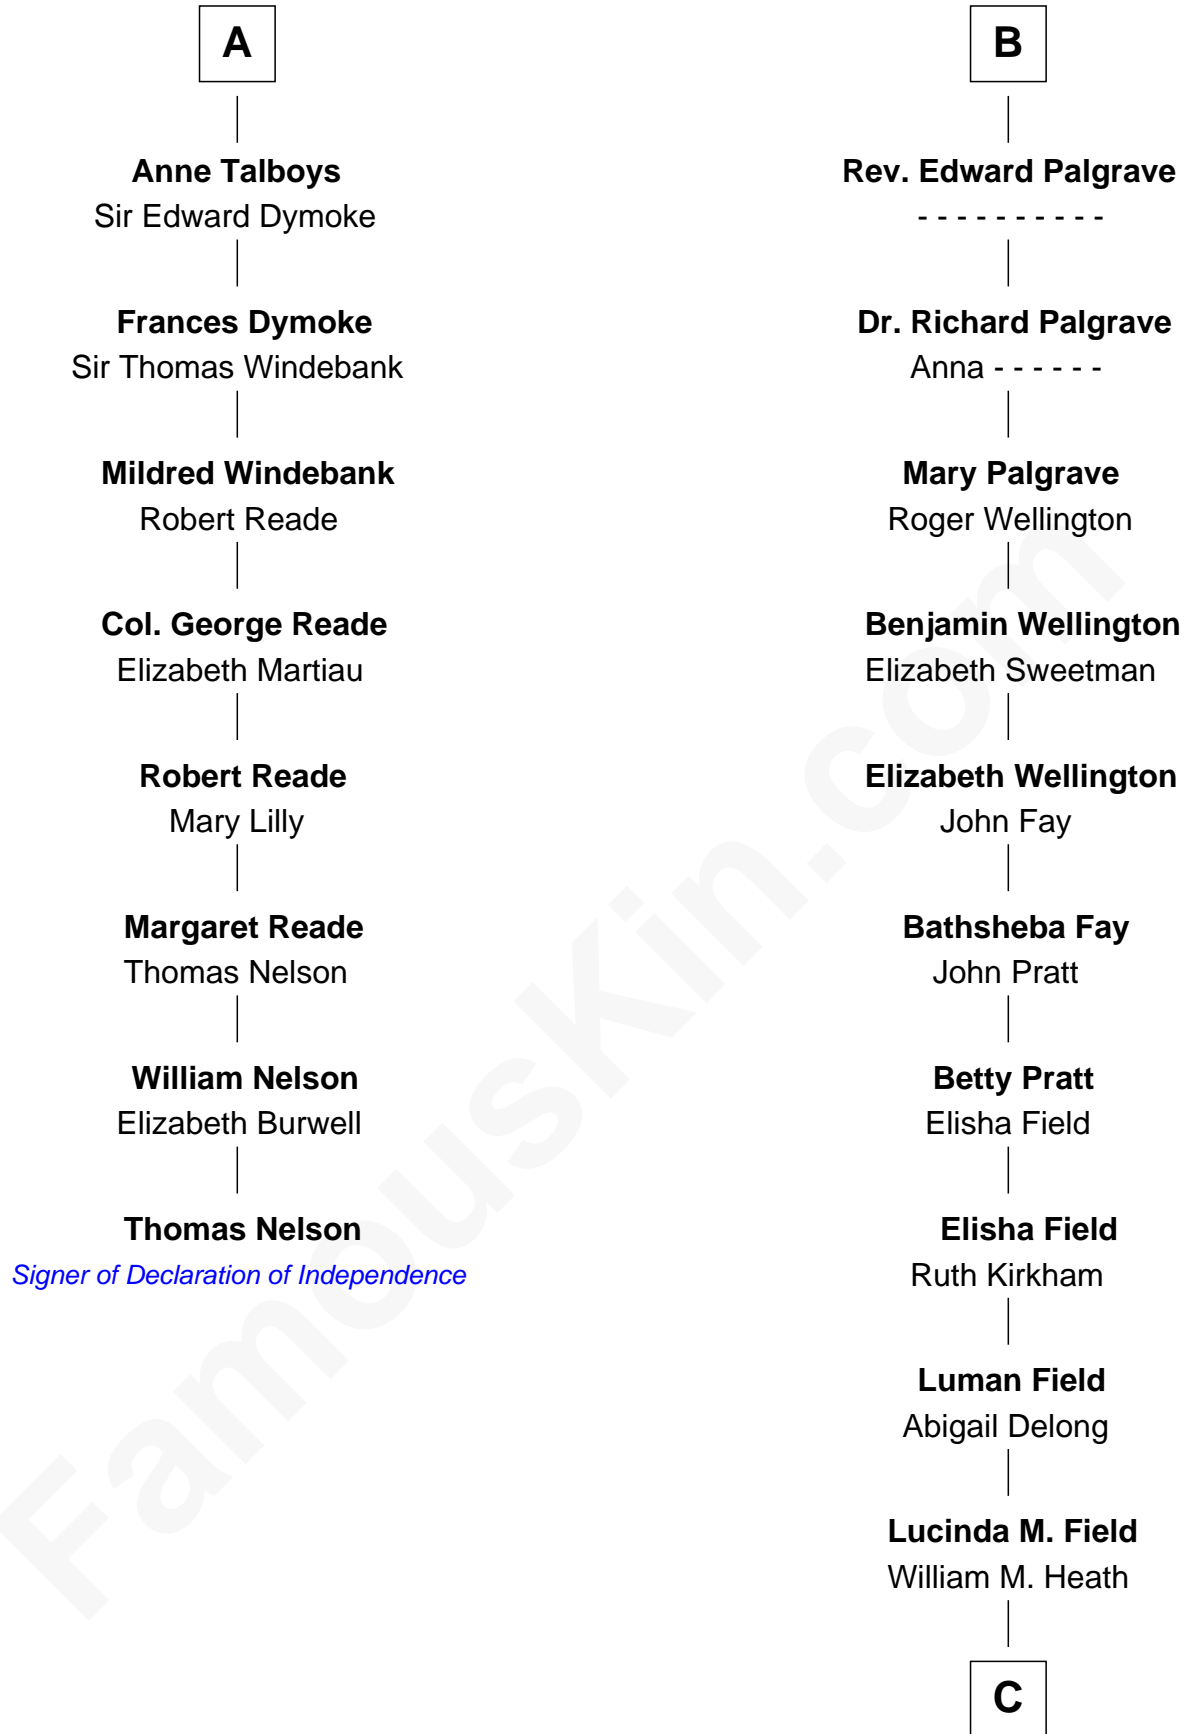 A
Anne Talboys
Sir Edward Dymoke
Frances Dymoke
Sir Thomas Windebank
Mildred Windebank
Robert Reade
Col. George Reade
Elizabeth Martiau
Robert Reade
Mary Lilly
Margaret Reade
Thomas Nelson
William Nelson
Elizabeth Burwell
Thomas Nelson
Signer of Declaration of Independence
B
Rev. Edward Palgrave
- - - - - - - - - -
Dr. Richard Palgrave
Anna - - - - - -
Mary Palgrave
Roger Wellington
Benjamin Wellington
Elizabeth Sweetman
Elizabeth Wellington
John Fay
Bathsheba Fay
John Pratt
Betty Pratt
Elisha Field
Elisha Field
Ruth Kirkham
Luman Field
Abigail Delong
Lucinda M. Field
William M. Heath
C
FamousKin.com